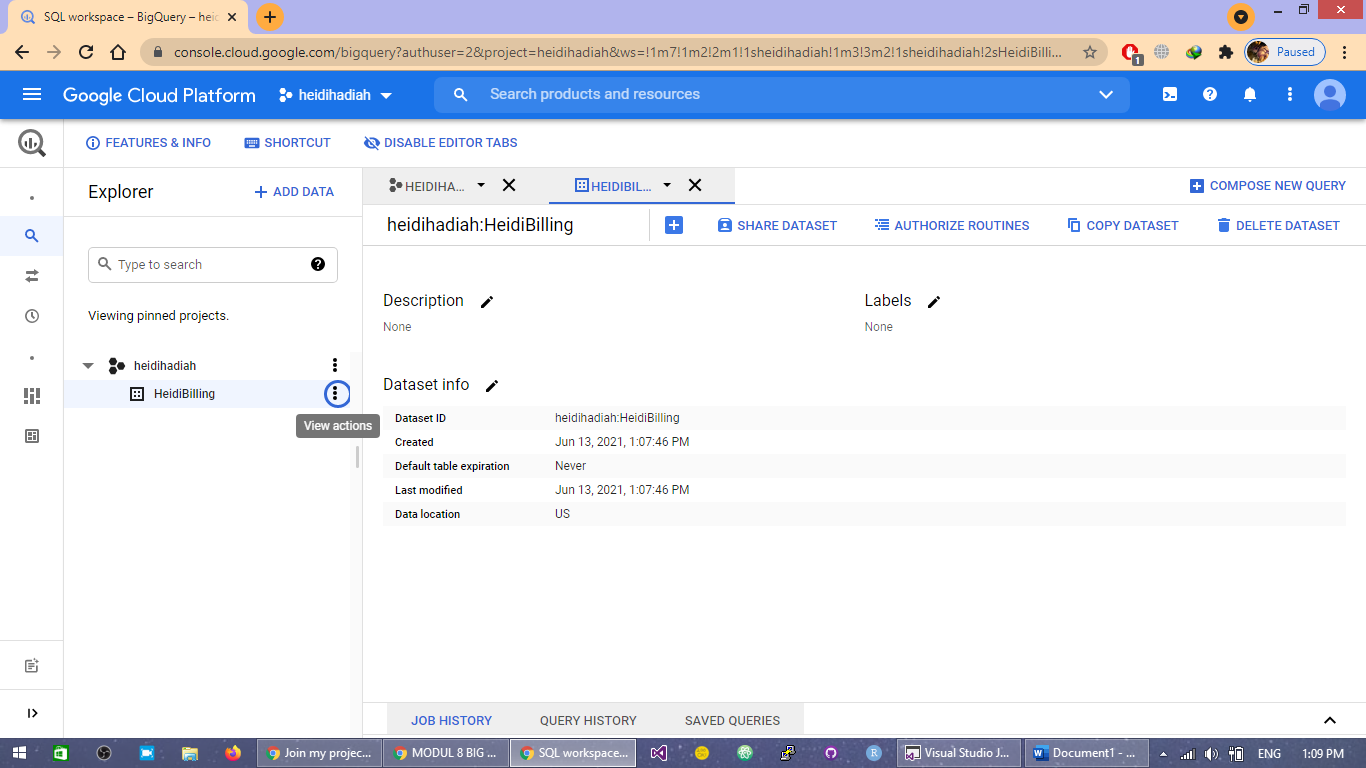 SQL workspace – BigQuery – heid
console.cloud.google.com/bigquery?authuser=2&project=heidihadiah&ws=!1m7!1m2!2m1!1sheidihadiah!1m3!3m2!1sheidihadiah!2sHeidiBilli...
1
Paused
Google Cloud Platform
heidihadiah
Search products and resources
FEATURES & INFO
SHORTCUT
DISABLE EDITOR TABS
Explorer
ADD DATA
HEIDIHA...
HEIDIBIL...
COMPOSE NEW QUERY
heidihadiah:HeidiBilling
SHARE DATASET
AUTHORIZE ROUTINES
COPY DATASET
DELETE DATASET
Type to search
Viewing pinned projects.
heidihadiah
HeidiBilling
View actions
Description
None
Labels
None
Dataset info
Dataset ID heidihadiah:HeidiBilling
Created Jun 13, 2021, 1:07:46 PM
Default table expiration Never
Last modified Jun 13, 2021, 1:07:46 PM
Data location US
JOB HISTORY
QUERY HISTORY
SAVED QUERIES
Join my projec...
MODUL 8 BIG ...
SQL workspace...
Visual Studio J...
Document1 - ...
ENG
1:09 PM